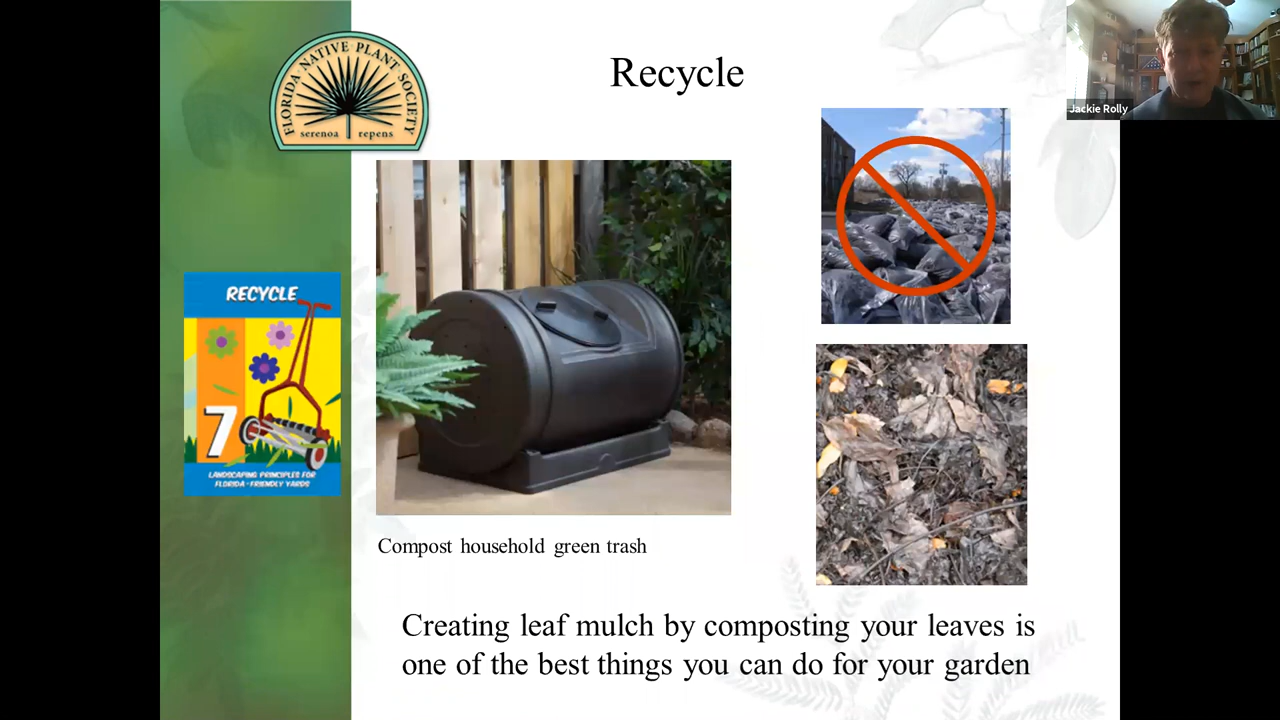 FLORIDA NATIVE PLANT SOCIETY
serenoa repens
Recycle
Jackie Rolly
RECYCLE
7
LANDSCAPING PRINCIPLES FOR
FLORIDA-FRIENDLY YARDS
Compost household green trash
Creating leaf mulch by composting your leaves is
one of the best things you can do for your garden